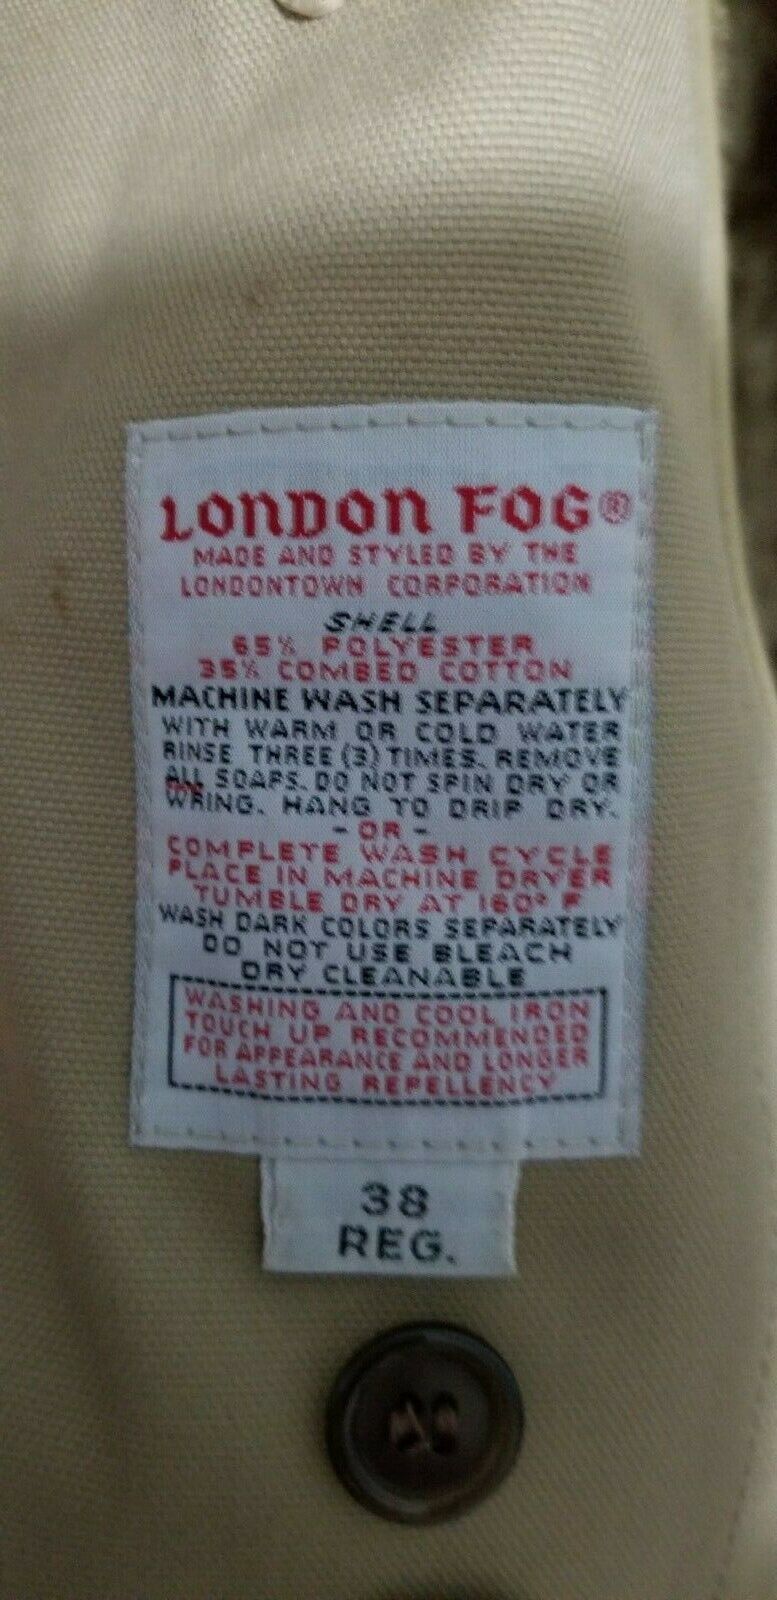 LONDON FOG®
MADE AND STYLED BY THE
LONDONTOWN CORPORATION
SHELL
65% POLYESTER
35% COMBED COTTON
MACHINE WASH SEPARATELY
WITH WARM OR COLD WATER
RINSE THREE (3) TIMES. REMOVE
ALL SOAPS. DO NOT SPIN DRY OR
WRING. HANG TO DRIP DRY.
- OR -
COMPLETE WASH CYCLE
PLACE IN MACHINE DRYER
TUMBLE DRY AT 160° F
WASH DARK COLORS SEPARATELY
DO NOT USE BLEACH
DRY CLEANABLE
WASHING AND COOL IRON
TOUCH UP RECOMMENDED
FOR APPEARANCE AND LONGER
LASTING REPELLENCY
38
REG.